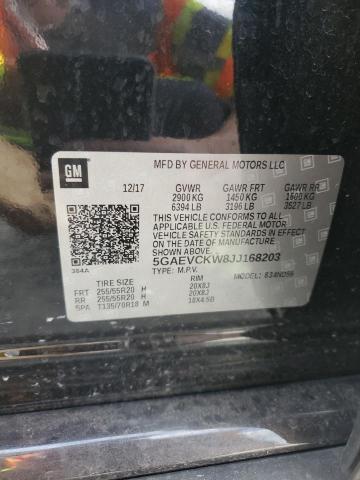 GM
MFD BY GENERAL MOTORS LLC
12/17 GVWR GAWR FRT GAWR RR
2900 KG 1450 KG 1600 KG
6394 LB 3196 LB 3527 LB
THIS VEHICLE CONFORMS TO ALL
APPLICABLE U.S. FEDERAL MOTOR
VEHICLE SAFETY STANDARDS IN EFFECT
ON THE DATE OF MANUFACTURE
SHOWN ABOVE.
384A
5GAEVCKW8JJ168203
TYPE: M.P.V. MODEL:
TIRE SIZE RIM
FRT 255/55R20 H 20X8J
RR 255/55R20 H 20X8J
SPA T135/70R18 M 18X4.5B